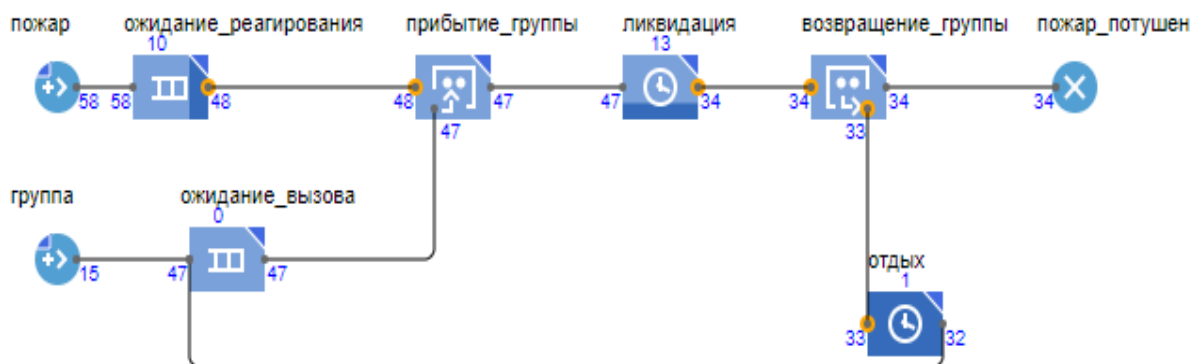 пожар ожидание_реагирования прибытие_группы ликвидация возвращение_группы пожар_потушен
10 13
58 58 48 48 47 47 34 34 34 34
47 33
группа ожидание_вызова
0
15 47 47
отдых
1
33 32